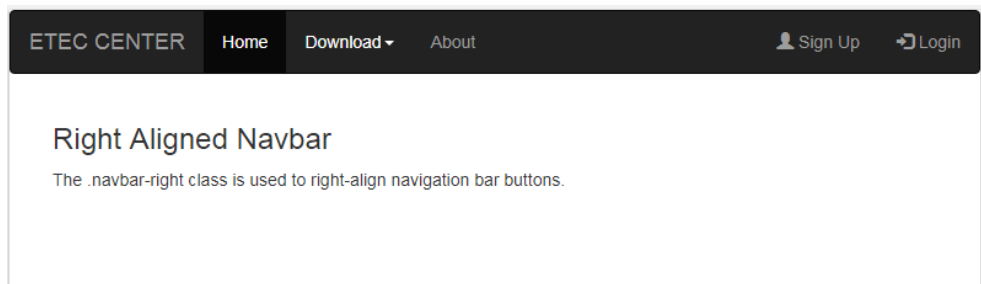 ETEC CENTER Home Download About Sign Up Login
Right Aligned Navbar
The .navbar-right class is used to right-align navigation bar buttons.